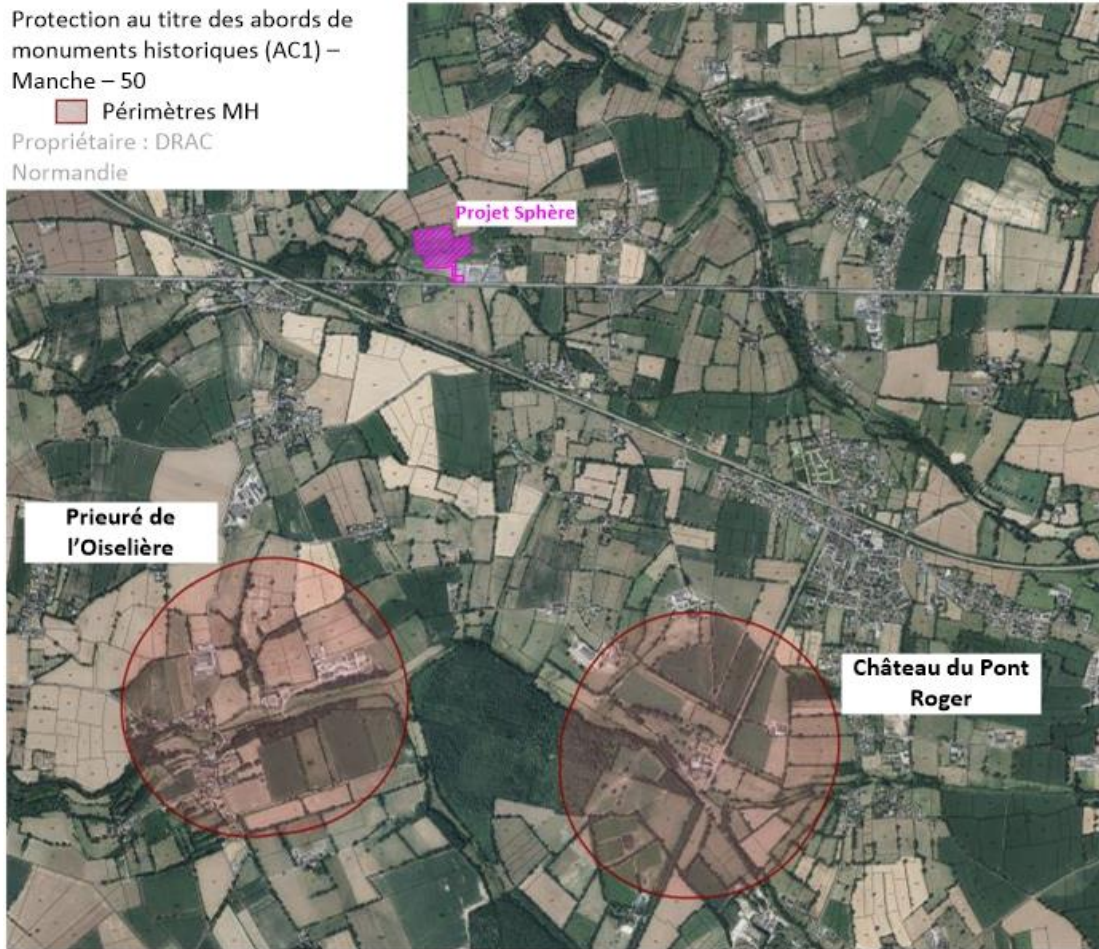 Protection au titre des abords de
monuments historiques (AC1) –
Manche – 50
Périmètres MH
Propriétaire : DRAC
Normandie
Projet Sphère
Prieuré de
l'Oiselière
Château du Pont
Roger